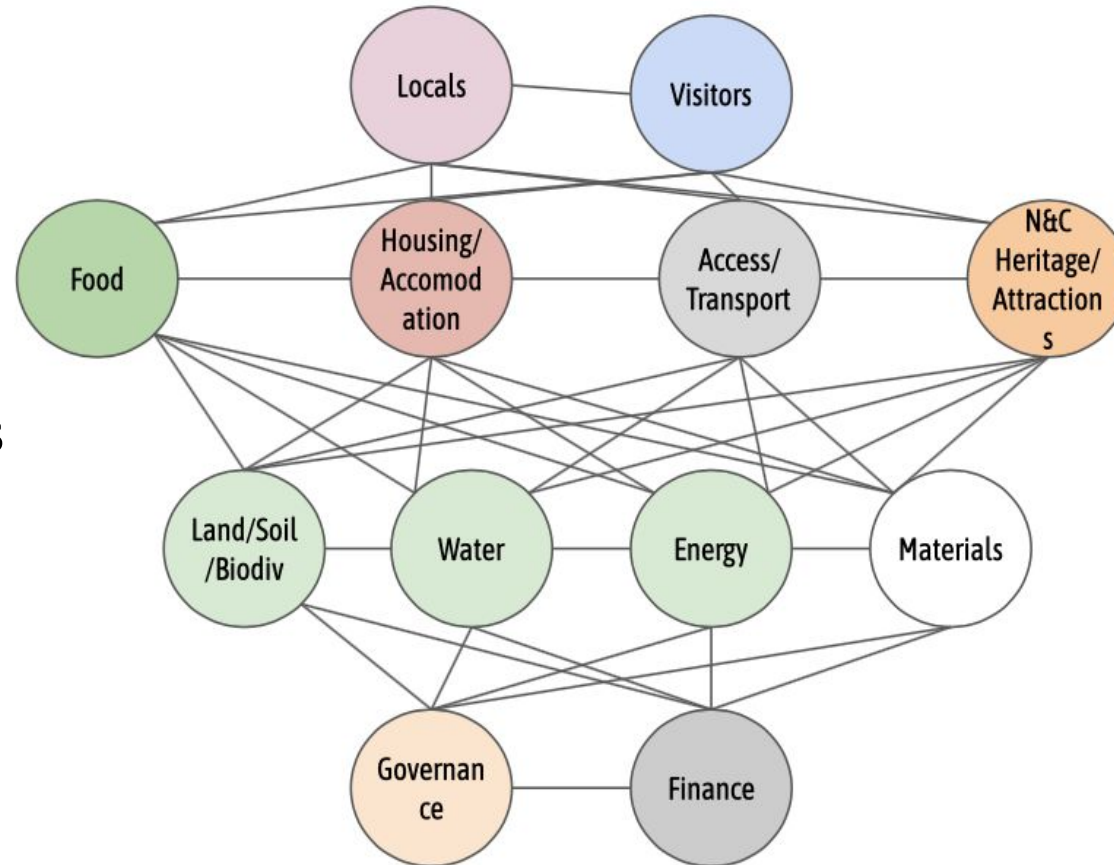 Locals
Visitors
Food
Housing/
Accomod
ation
Access/
Transport
N&C
Heritage/
Attraction
s
Land/Soil
/Biodiv
Water
Energy
Materials
Governan
ce
Finance